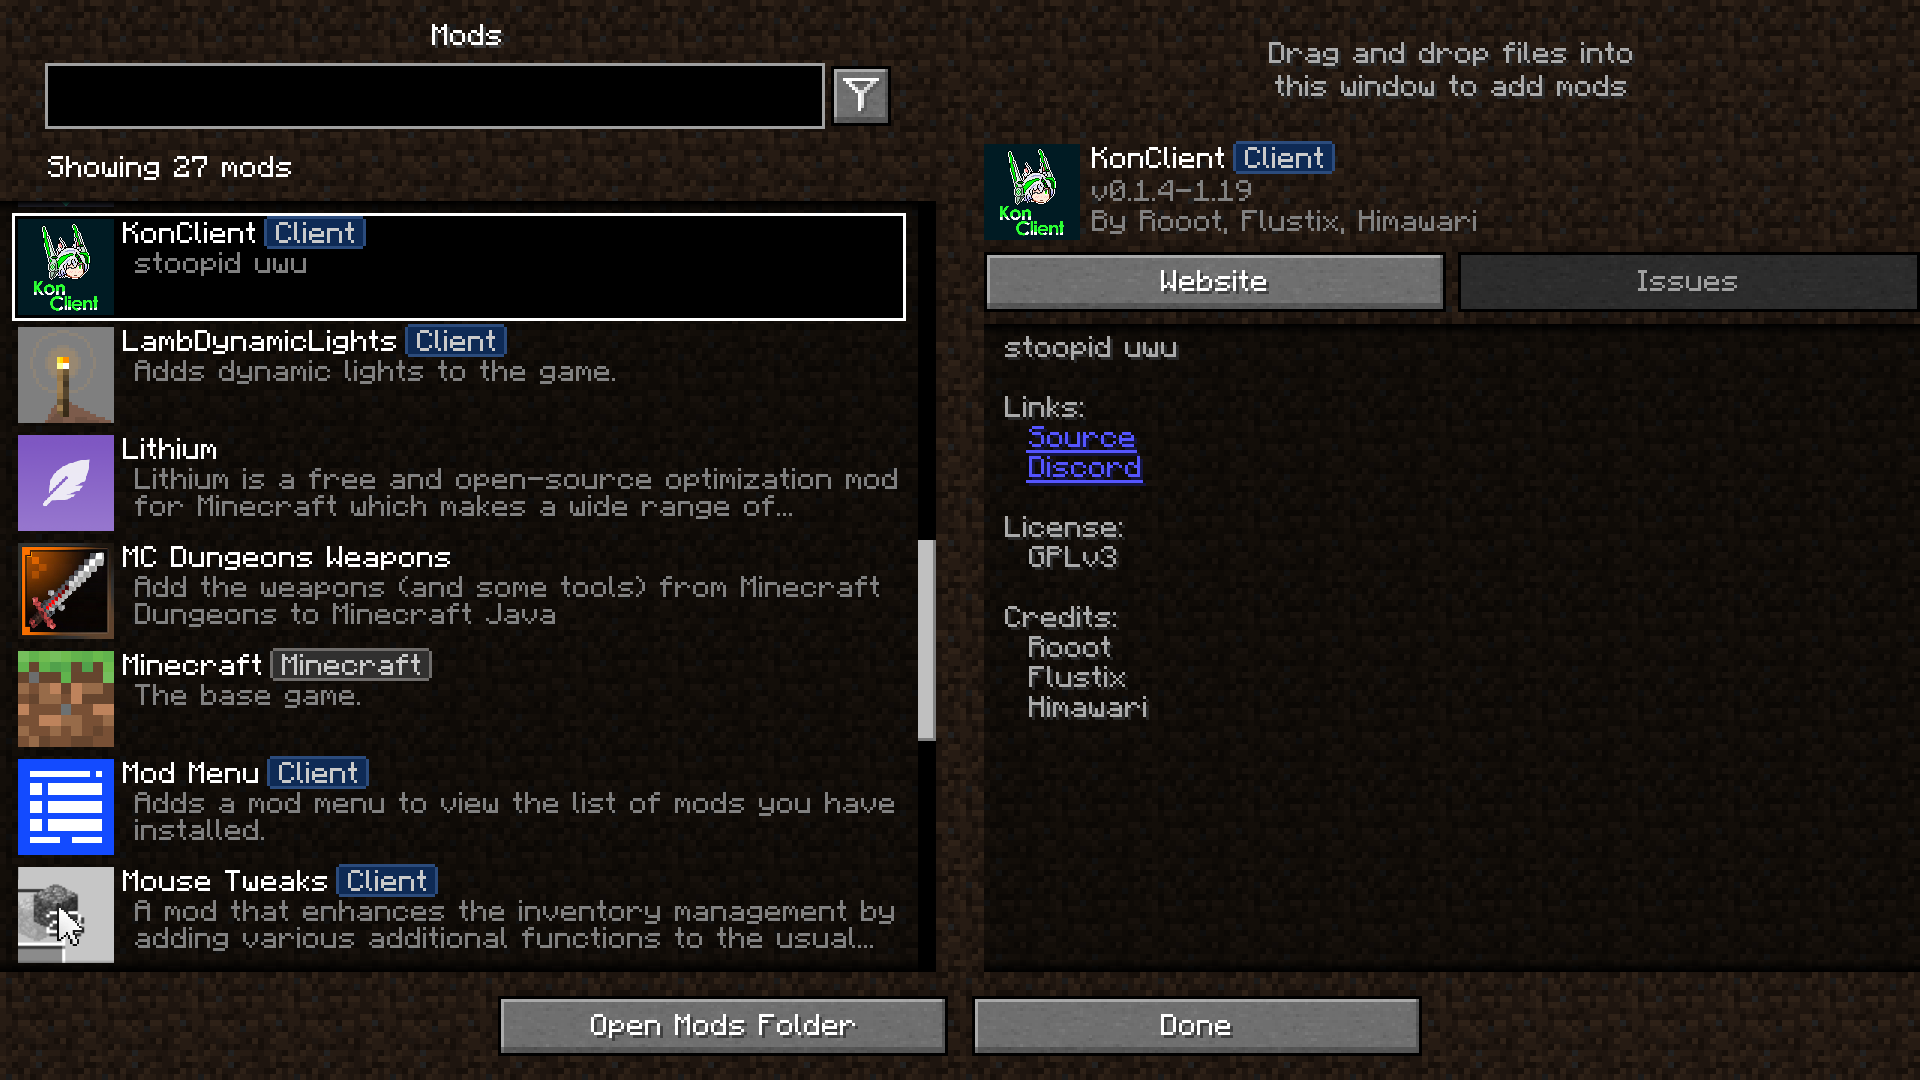 Mods
Showing 27 mods
Kon
Client
KonClient Client
stoopid uwu
LambDynamicLights Client
Adds dynamic lights to the game.
Lithium
Lithium is a free and open-source optimization mod
for Minecraft which makes a wide range of...
MC Dungeons Weapons
Add the weapons (and some tools) from Minecraft
Dungeons to Minecraft Java
Minecraft Minecraft
The base game.
Mod Menu Client
Adds a mod menu to view the list of mods you have
installed.
Mouse Tweaks Client
A mod that enhances the inventory management by
adding various additional functions to the usual...
Drag and drop files into
this window to add mods
Kon
Client
KonClient Client
v0.1.4-1.19
By Rooot, Flustix, Himawari
Website
Issues
stoopid uwu
Links:
Source
Discord
License:
GPLv3
Credits:
Rooot
Flustix
Himawari
Open Mods Folder
Done